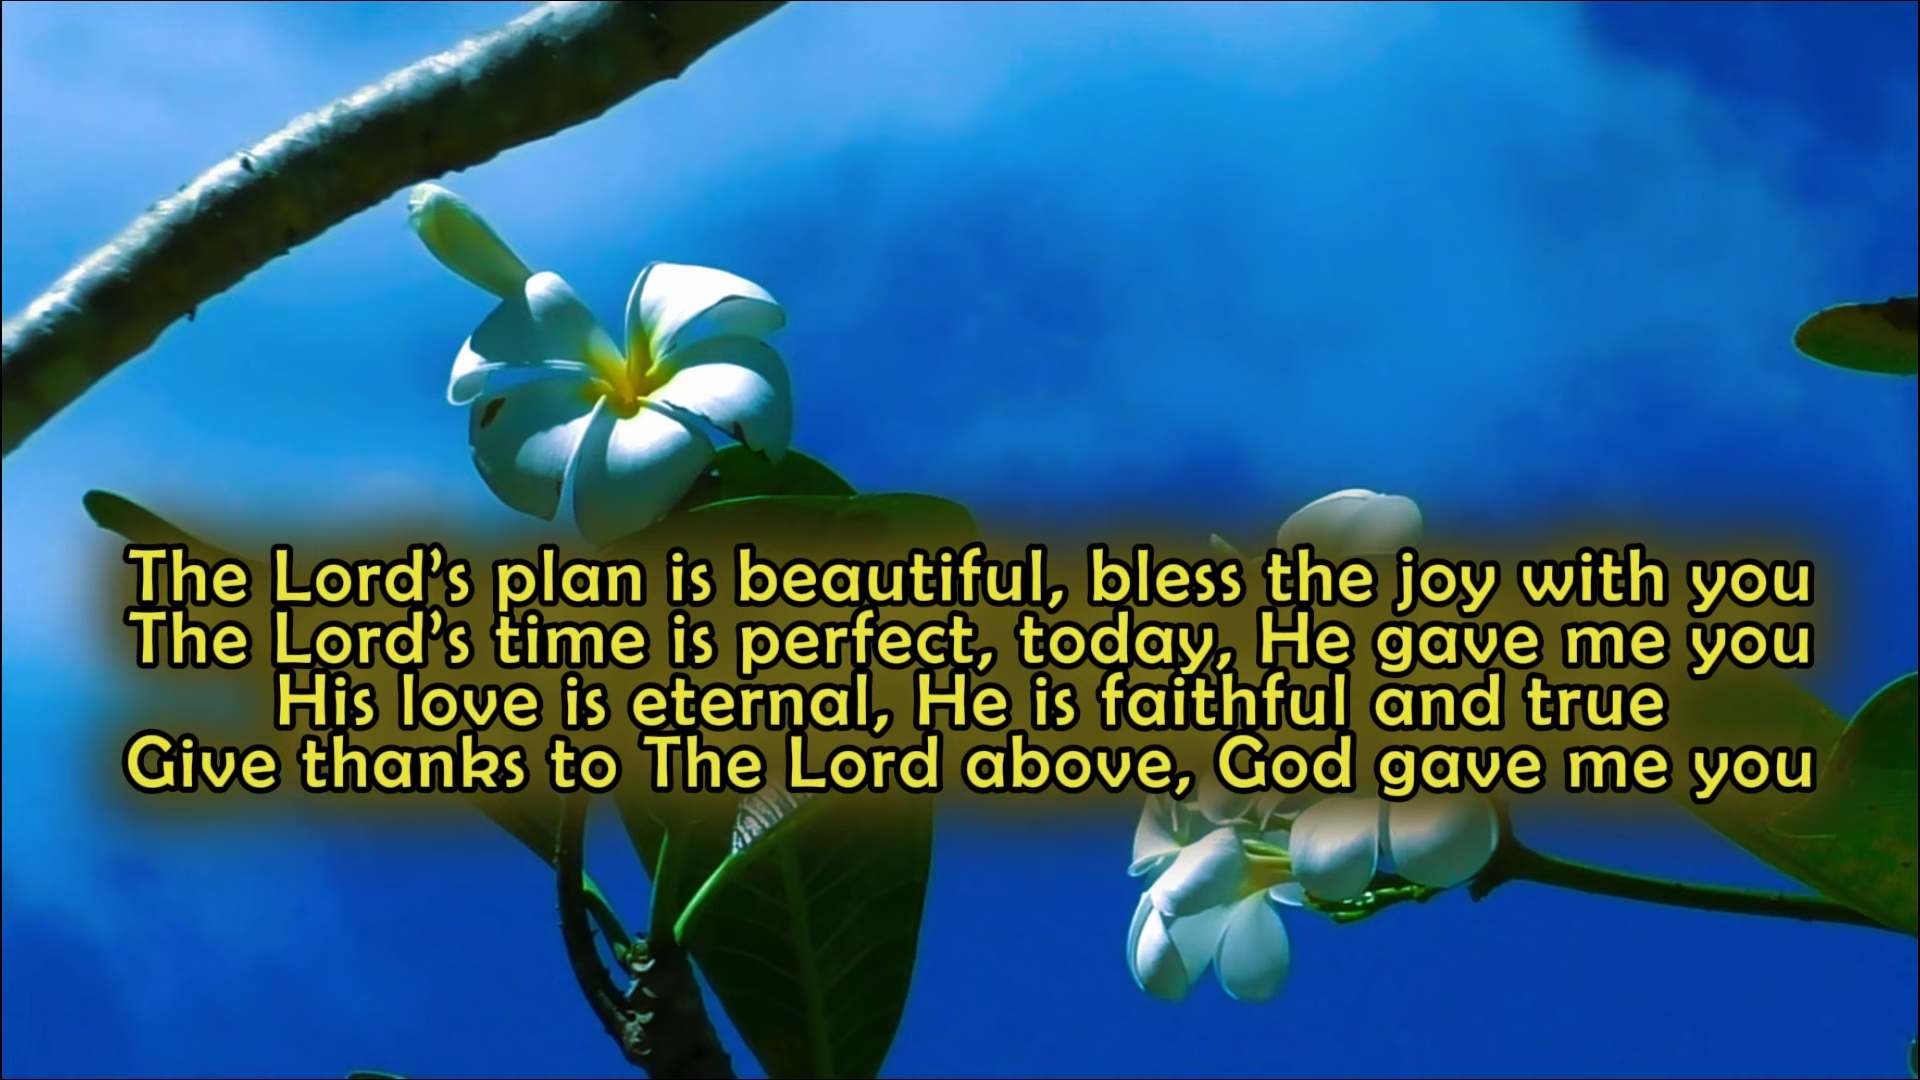 The Lord’s plan is beautiful, bless the joy with you
The Lord’s time is perfect, today, He gave me you
His love is eternal, He is faithful and true
Give thanks to The Lord above, God gave me you